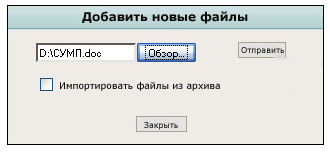 Добавить новые файлы
D:\СУМП.doc Обзор... Отправить
Импортировать файлы из архива
Закрыть